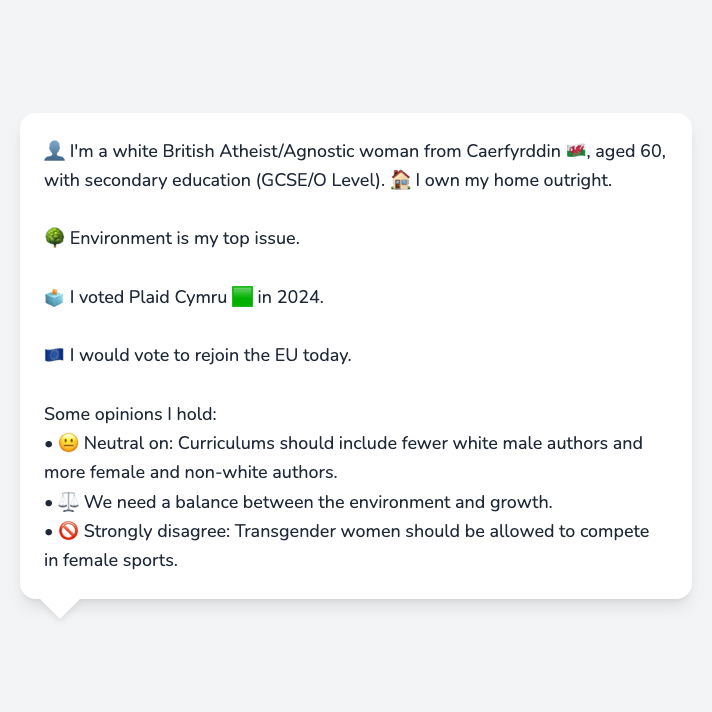 👤 I'm a white British Atheist/Agnostic woman from Caerfyrddin 🏴󠁧󠁢󠁷󠁬󠁳󠁿, aged 60,
with secondary education (GCSE/O Level). 🏠 I own my home outright.
🌳 Environment is my top issue.
🗳️ I voted Plaid Cymru 🟩 in 2024.
🇪🇺 I would vote to rejoin the EU today.
Some opinions I hold:
• 😐 Neutral on: Curriculums should include fewer white male authors and
more female and non-white authors.
• ⚖️ We need a balance between the environment and growth.
• 🚫 Strongly disagree: Transgender women should be allowed to compete
in female sports.